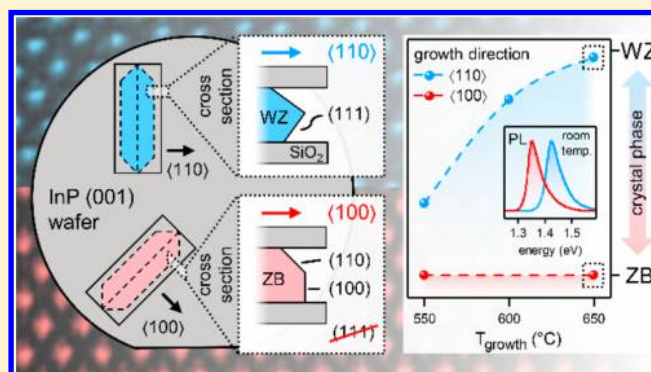 ⟨110⟩
InP (001)
wafer
⟨100⟩
cross
section
⟨110⟩
WZ
(111)
SiO₂
cross
section
⟨100⟩
ZB
(110)
(100)
(111)
growth direction
⟨110⟩
⟨100⟩
PL
room
temp.
1.3 1.4 1.5
energy (eV)
550 600 650
T growth (°C)
WZ
crystal phase
ZB